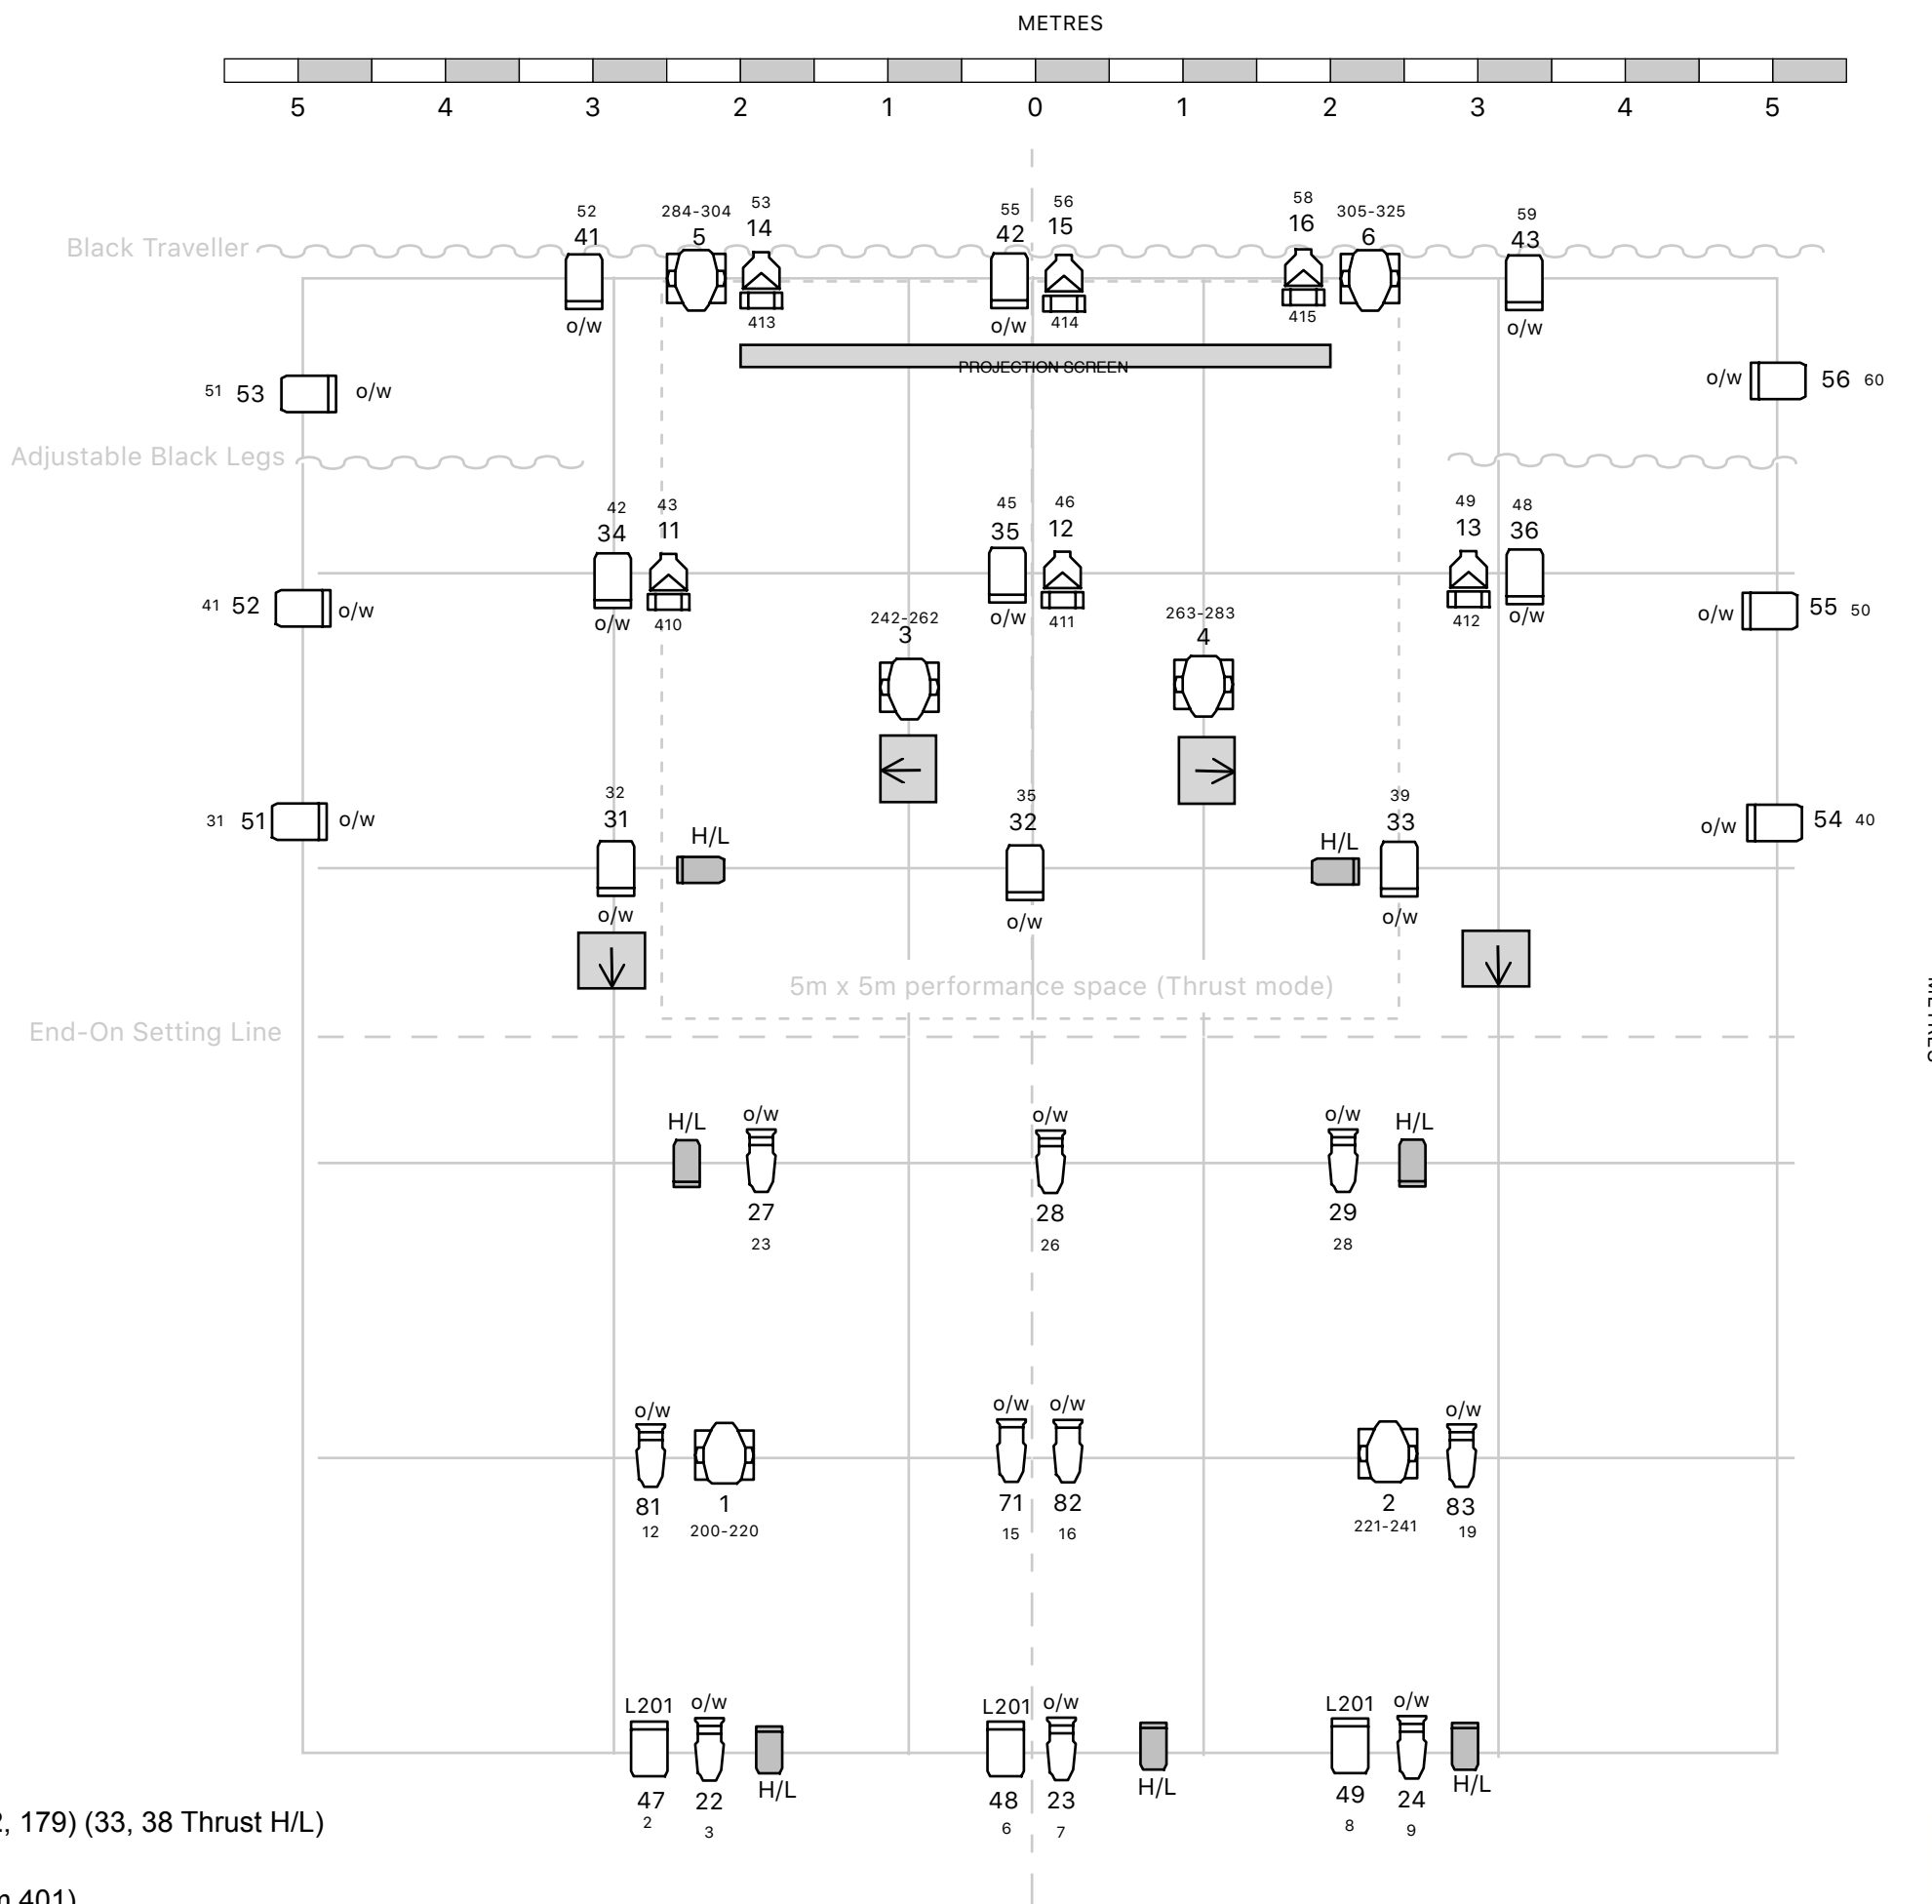 METRES
5 4 3 2 1 0 1 2 3 4 5
53 56 58
52 284-304 14 55 15 16 305-325 59
41 5 42 6 43
Black Traveller
413 414 415
o/w o/w o/w
PROJECTION SCREEN
51 53 o/w o/w 56 60
Adjustable Black Legs
42 43 45 46 49 48
34 11 35 12 13 36
41 52 o/w o/w 55 50
o/w 410 o/w 411 412 o/w
242-262 263-283
3 4
32 35 39
31 51 o/w 31 32 33 o/w 54 40
H/L H/L
o/w o/w o/w
5m x 5m performance space (Thrust mode)
METRES
End-On Setting Line
H/L o/w o/w o/w H/L
27 28 29
23 26 28
o/w o/w o/w o/w
81 1 71 82 2 83
12 200-220 15 16 221-241 19
L201 o/w L201 o/w L201 o/w
H/L H/L H/L
47 22 48 23 49 24
2 3 6 7 8 9
, 179) (33, 38 Thrust H/L)
401)